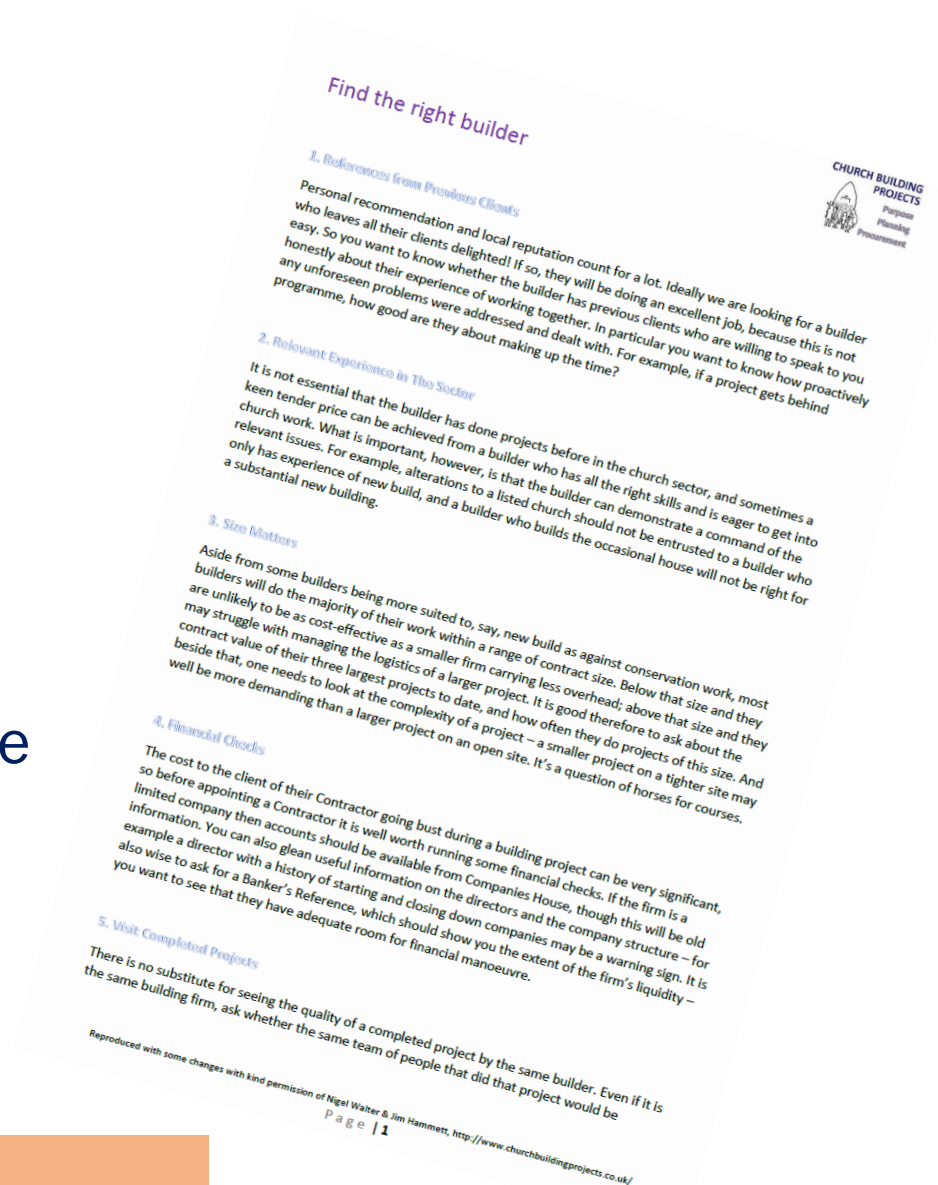 Find the right builder
CHURCH BUILDING
PROJECTS
Purpose
Planning
Procurement
1. References from Previous Clients
Personal recommendation and local reputation count for a lot. Ideally we are looking for a builder
who leaves all their clients delighted! If so, they will be doing an excellent job, because this is not
easy. So you want to know whether the builder has previous clients who are willing to speak to you
honestly about their experience of working together. In particular you want to know how proactively
any unforeseen problems were addressed and dealt with. For example, if a project gets behind
programme, how good are they about making up the time?
2. Relevant Experience in The Sector
It is not essential that the builder has done projects before in the church sector, and sometimes a
keen tender price can be achieved from a builder who has all the right skills and is eager to get into
church work. What is important, however, is that the builder can demonstrate a command of the
relevant issues. For example, alterations to a listed church should not be entrusted to a builder who
only has experience of new build, and a builder who builds the occasional house will not be right for
a substantial new building.
3. Size Matters
Aside from some builders being more suited to, say, new build as against conservation work, most
builders will do the majority of their work within a range of contract size. Below that size and they
are unlikely to be as cost-effective as a smaller firm carrying less overhead; above that size and they
may struggle with managing the logistics of a larger project. It is good therefore to ask about the
contract value of their three largest projects to date, and how often they do projects of this size. And
beside that, one needs to look at the complexity of a project – a smaller project on a tighter site may
well be more demanding than a larger project on an open site. It's a question of horses for courses.
e
4. Financial Checks
The cost to the client of their Contractor going bust during a building project can be very significant,
so before appointing a Contractor it is well worth running some financial checks. If the firm is a
limited company then accounts should be available from Companies House, though this will be old
information. You can also glean useful information on the directors and the company structure – for
example a director with a history of starting and closing down companies may be a warning sign. It is
also wise to ask for a Banker's Reference, which should show you the extent of the firm's liquidity –
you want to see that they have adequate room for financial manoeuvre.
5. Visit Completed Projects
There is no substitute for seeing the quality of a completed project by the same builder. Even if it is
the same building firm, ask whether the same team of people that did that project would be
Reproduced with some changes with kind permission of Nigel Walter & Jim Hammett, http://www.churchbuildingprojects.co.uk/
Page | 1